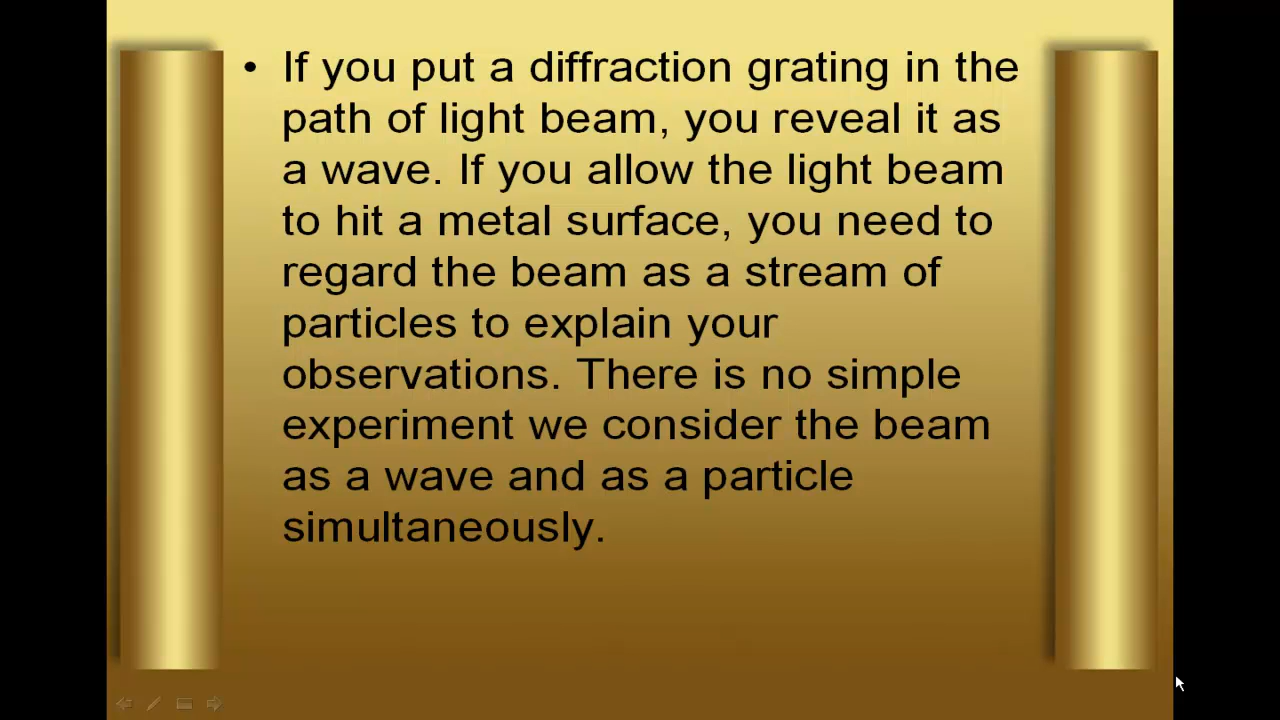 • If you put a diffraction grating in the
path of light beam, you reveal it as
a wave. If you allow the light beam
to hit a metal surface, you need to
regard the beam as a stream of
particles to explain your
observations. There is no simple
experiment we consider the beam
as a wave and as a particle
simultaneously.